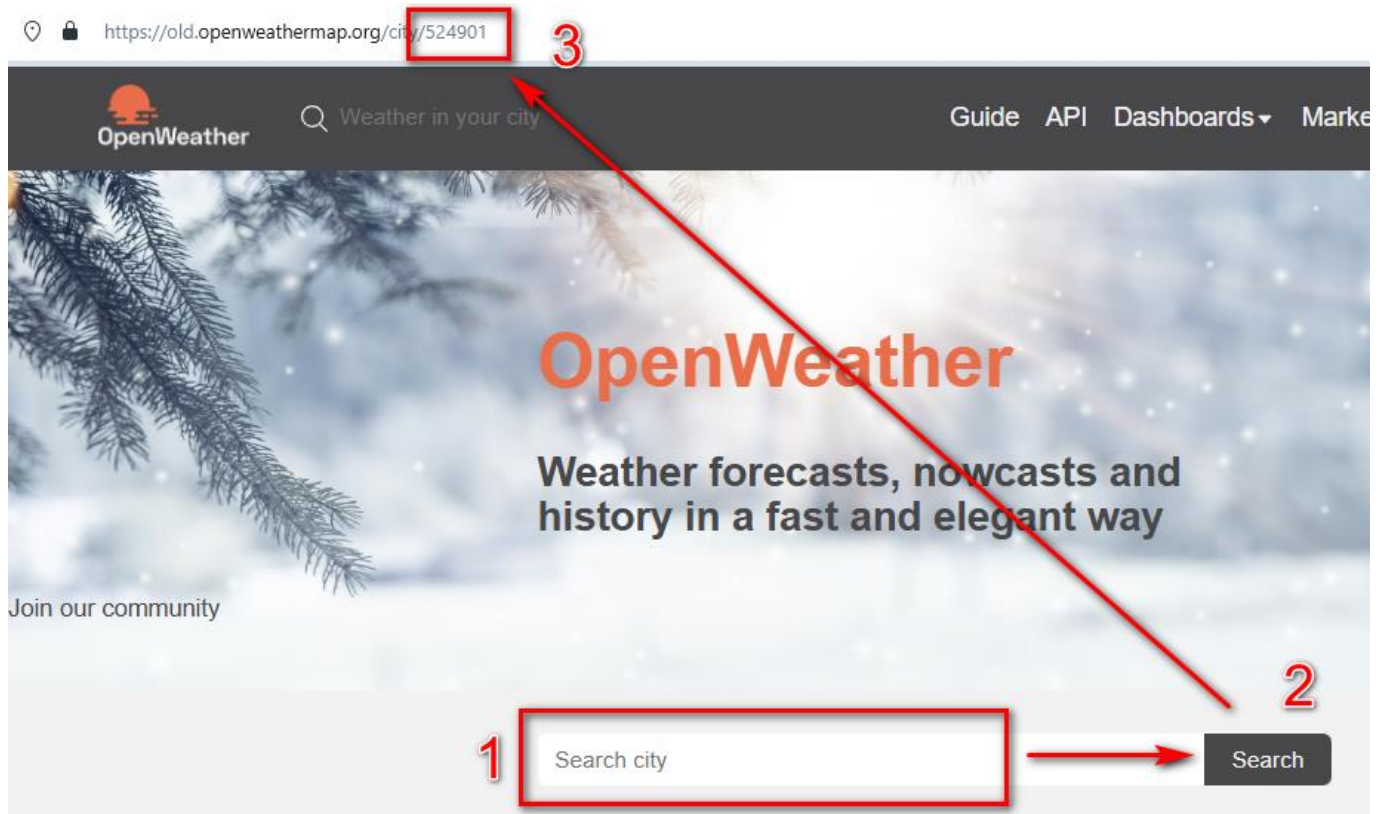 https://old.openweathermap.org/city/524901
3
OpenWeather
Weather in your city
Guide API Dashboards Marke
OpenWeather
Weather forecasts, nowcasts and
history in a fast and elegant way
Join our community
2
1
Search city
Search